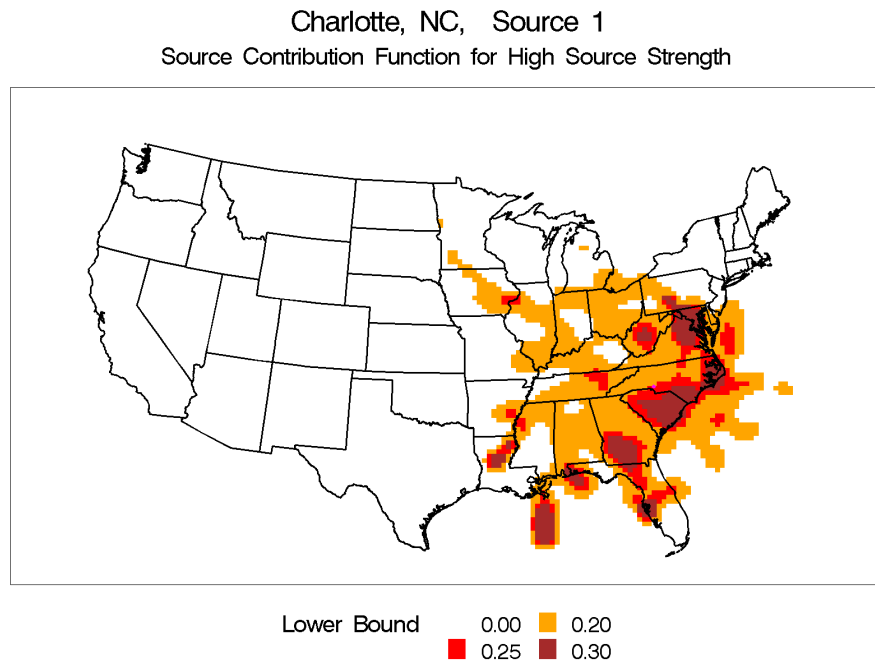 Charlotte, NC, Source 1
Source Contribution Function for High Source Strength
Lower Bound 0.00 0.20
0.25 0.30